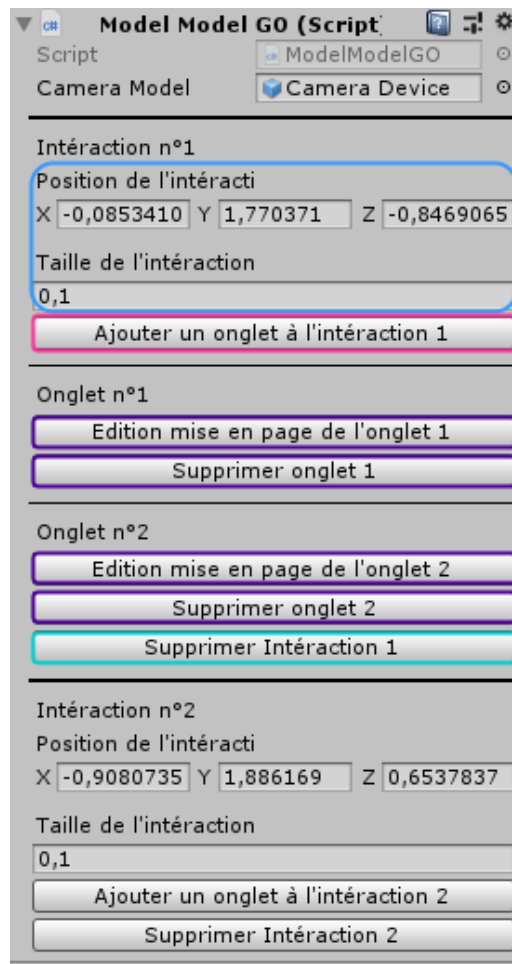 c# Model Model GO (Script)
Script ModelModelGO
Camera Model Camera Device
Intéraction n°1
Position de l'intéracti
X -0,0853410 Y 1,770371 Z -0,8469065
Taille de l'intéraction
0,1
Ajouter un onglet à l'intéraction 1
Onglet n°1
Edition mise en page de l'onglet 1
Supprimer onglet 1
Onglet n°2
Edition mise en page de l'onglet 2
Supprimer onglet 2
Supprimer Intéraction 1
Intéraction n°2
Position de l'intéracti
X -0,9080735 Y 1,886169 Z 0,6537837
Taille de l'intéraction
0,1
Ajouter un onglet à l'intéraction 2
Supprimer Intéraction 2